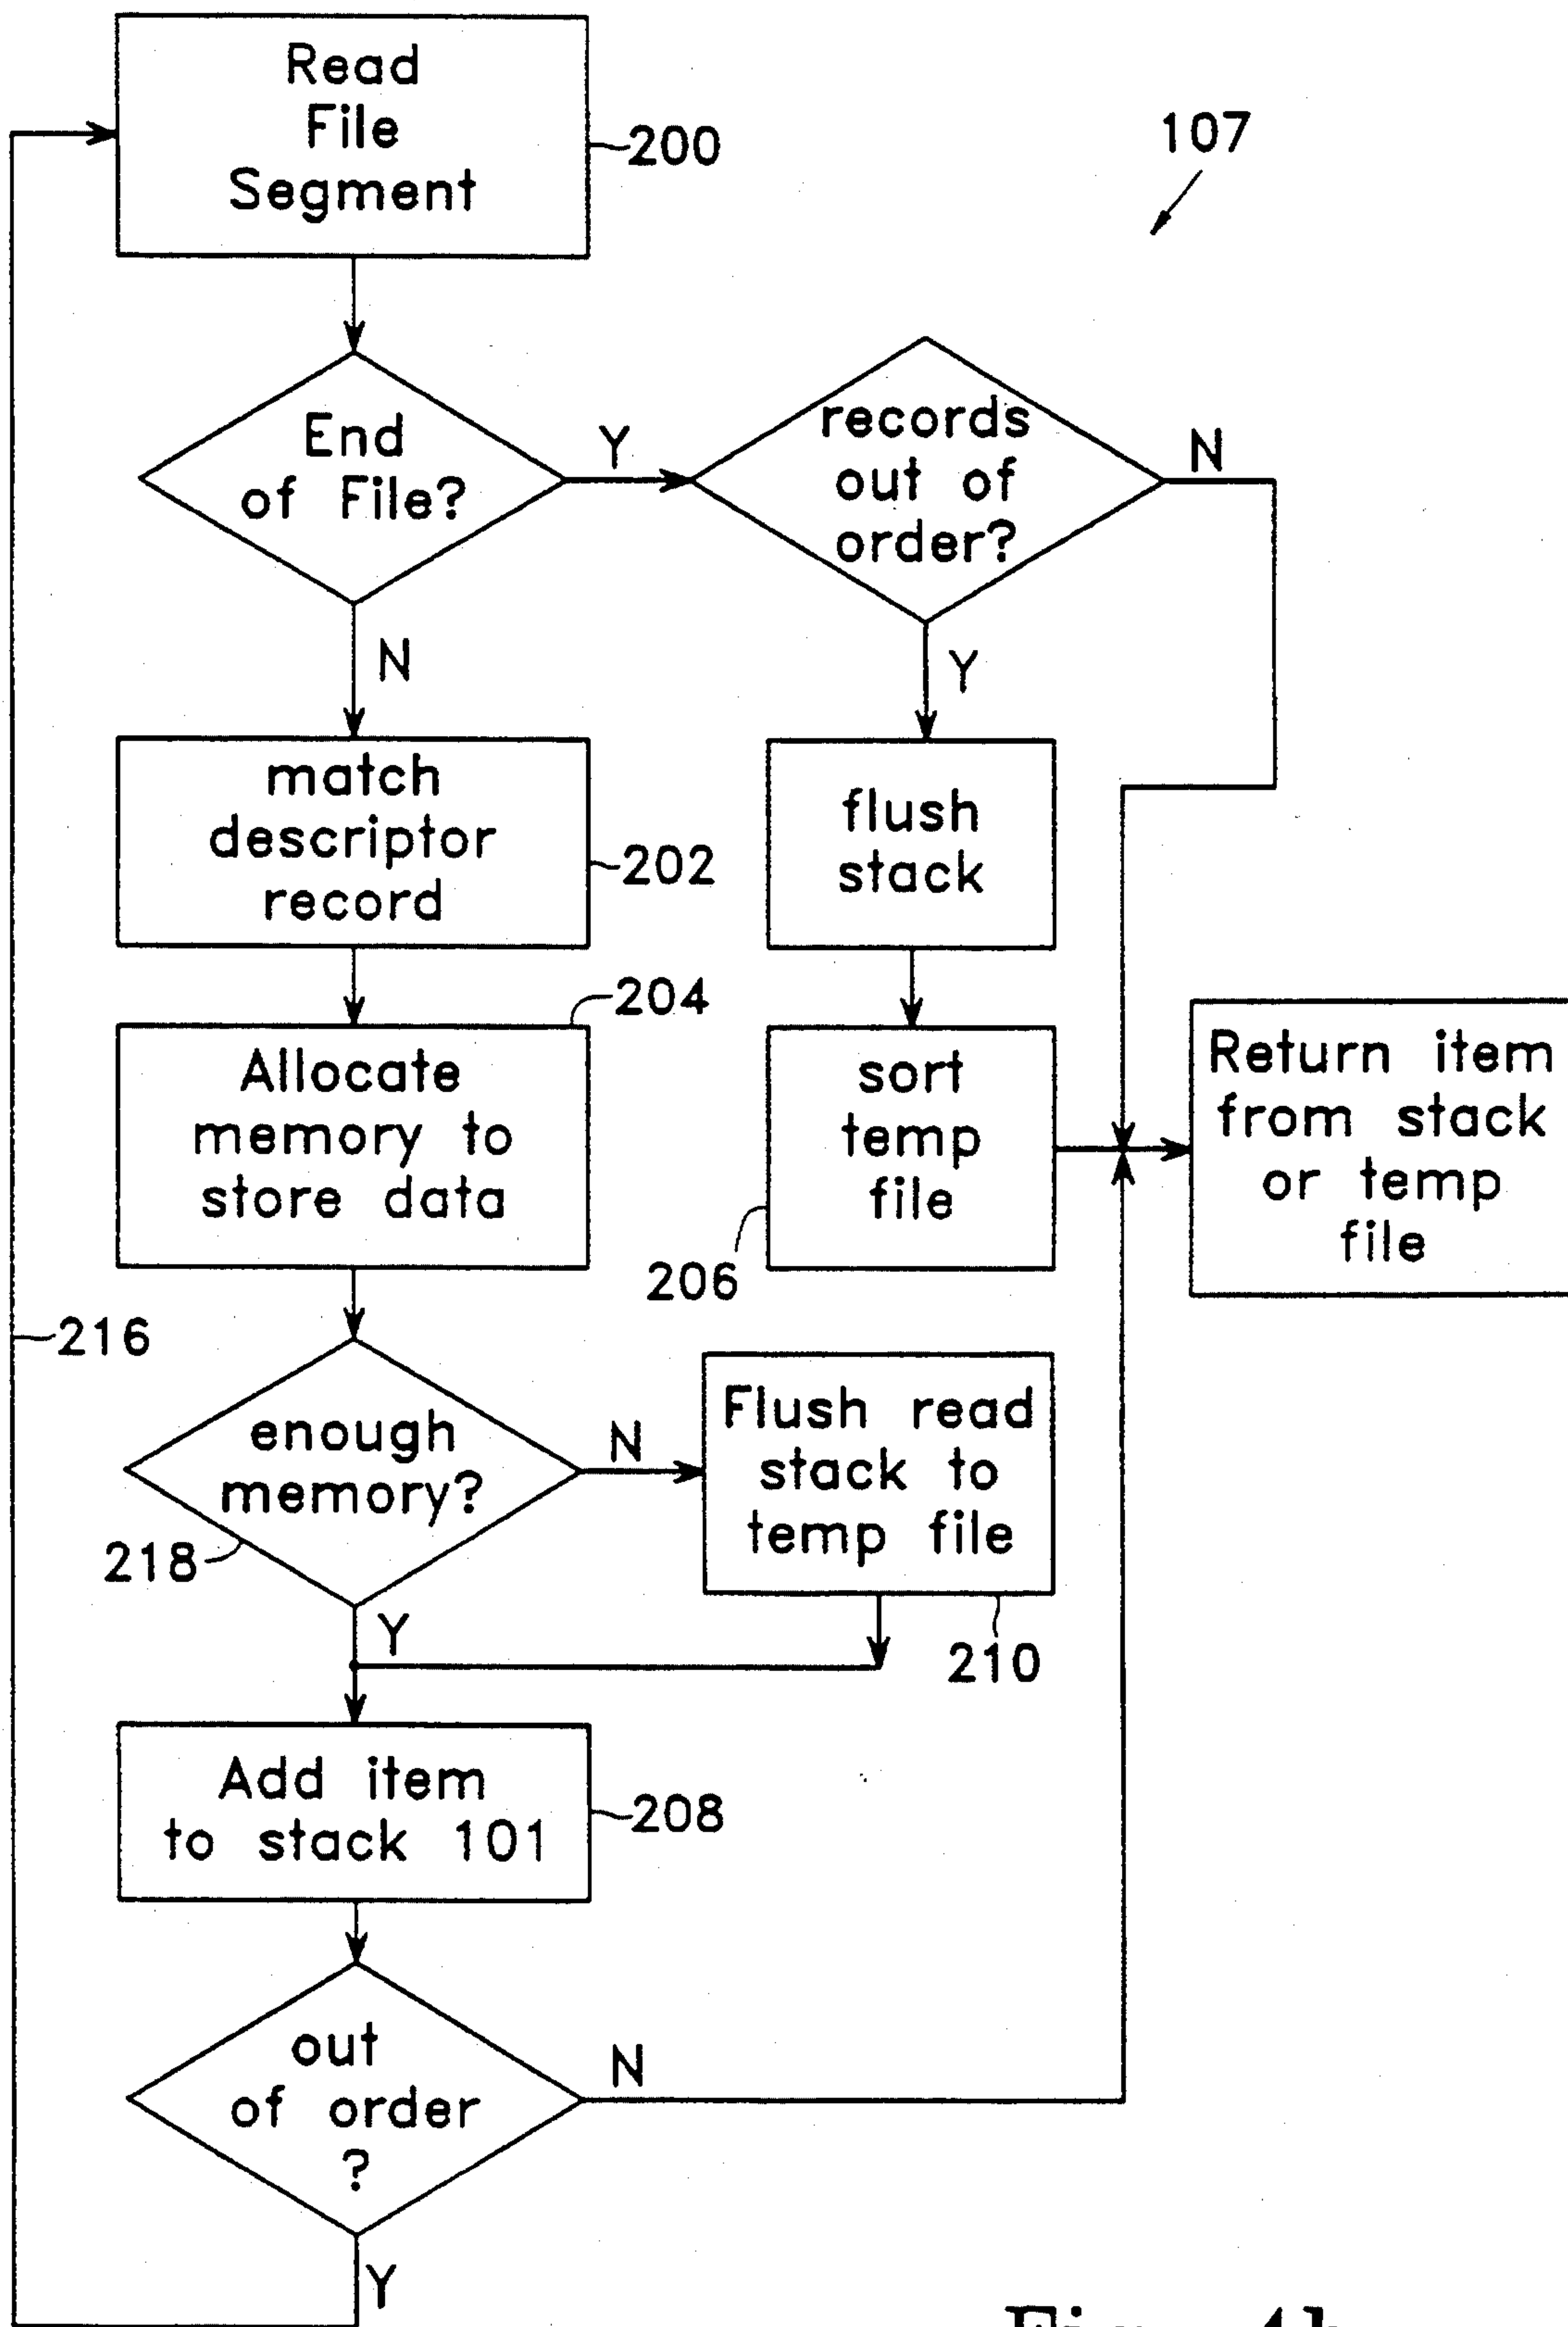 Read
File
Segment
200
107
End
of File?
Y
records
out of
order?
N
N
Y
match
descriptor
record
202
flush
stack
204
Allocate
memory to
store data
sort
temp
file
206
Return item
from stack
or temp
file
216
enough
memory?
218
N
Flush read
stack to
temp file
210
Y
Add item
to stack 101
208
out
of order
?
N
Y